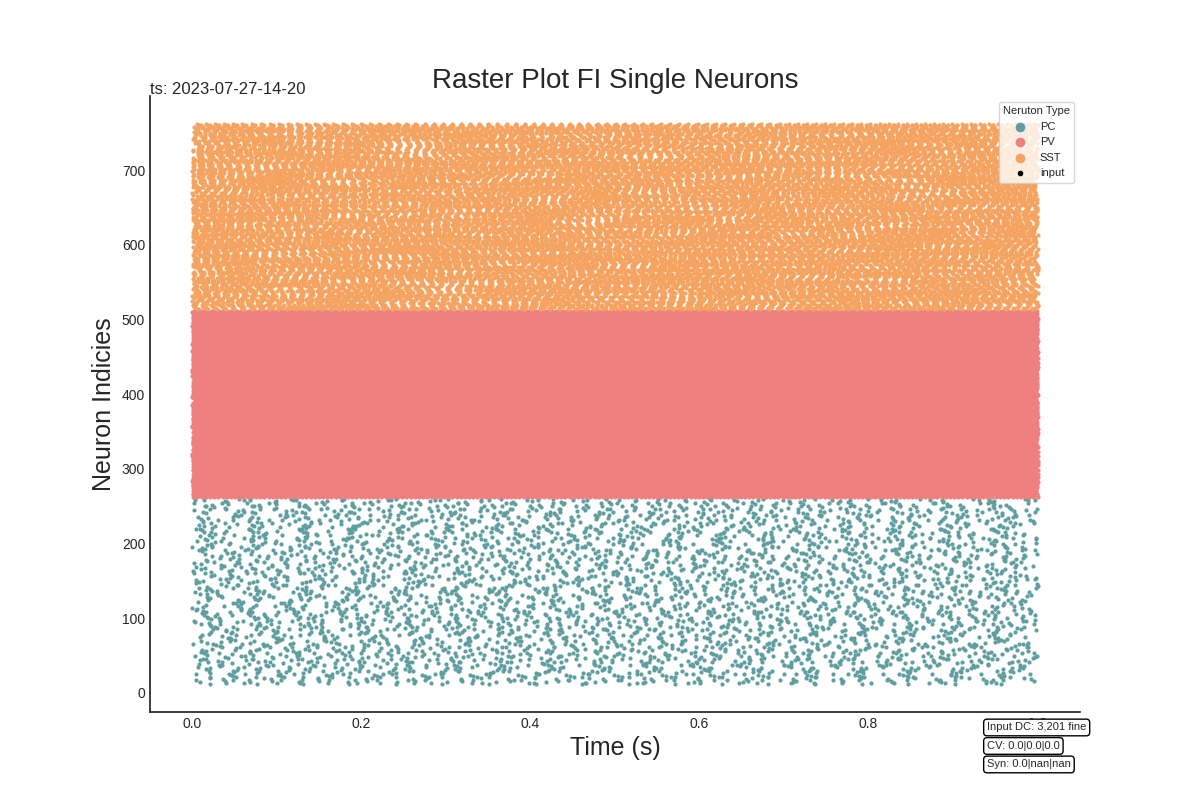 Raster Plot FI Single Neurons
ts: 2023-07-27-14-20
Neruton Type
PC
PV
SST
input
Neuron Indicies
700
600
500
400
300
200
100
0
0.0 0.2 0.4 0.6 0.8
Time (s)
Input DC: 3,201 fine
CV: 0.0|0.0|0.0
Syn: 0.0|nan|nan